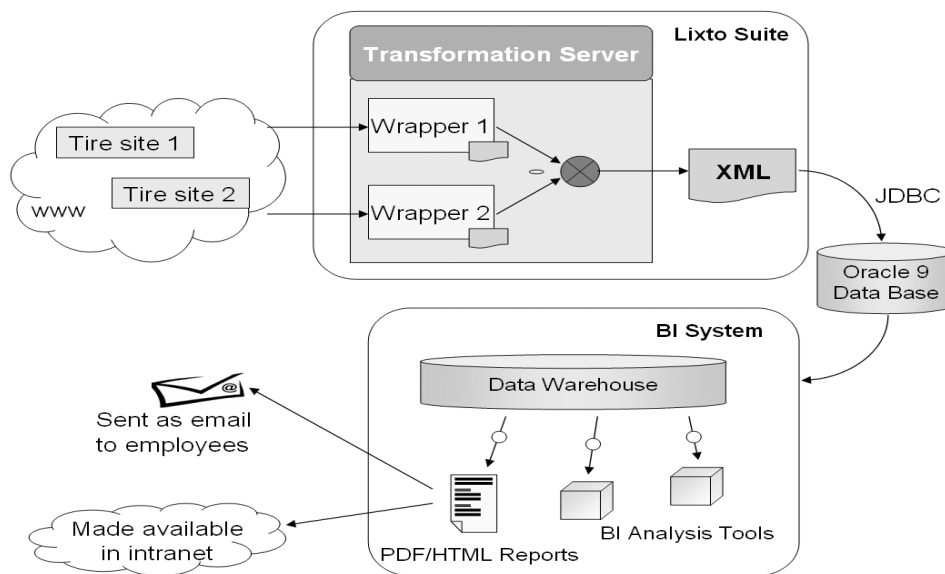 Lixto Suite
Transformation Server
Wrapper 1
Tire site 1
XML
Tire site 2
Wrapper 2
www
JDBC
Oracle 9
Data Base
BI System
Data Warehouse
@
Sent as email
to employees
Made available
in intranet
BI Analysis Tools
PDF/HTML Reports